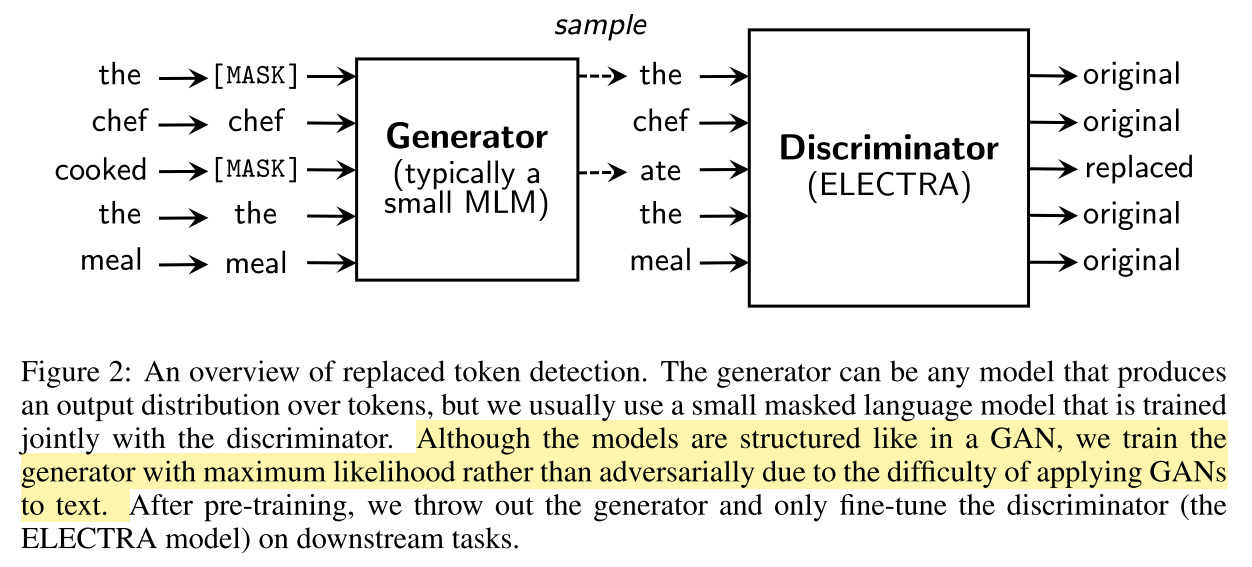 sample
the [MASK] the original
chef chef chef original
cooked [MASK] ate replaced
the the the original
meal meal meal original
Generator
(typically a
small MLM)
Discriminator
(ELECTRA)
Figure 2: An overview of replaced token detection. The generator can be any model that produces
an output distribution over tokens, but we usually use a small masked language model that is trained
jointly with the discriminator. Although the models are structured like in a GAN, we train the
generator with maximum likelihood rather than adversarially due to the difficulty of applying GANs
to text. After pre-training, we throw out the generator and only fine-tune the discriminator (the
ELECTRA model) on downstream tasks.